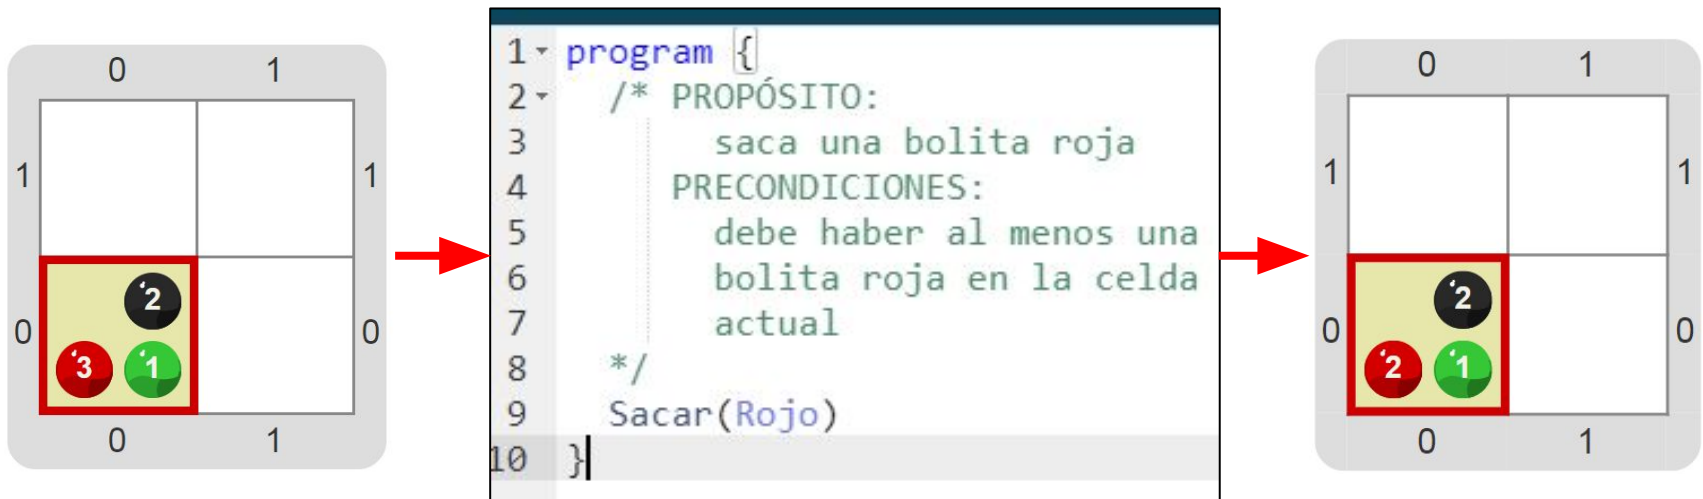 0 1
1 1
2
0 0
3 1
0 1
1 program {
2 /* PROPÓSITO:
3 saca una bolita roja
4 PRECONDICIONES:
5 debe haber al menos una
6 bolita roja en la celda
7 actual
8 */
9 Sacar(Rojo)
10 }
0 1
1 1
2
0 0
2 1
0 1